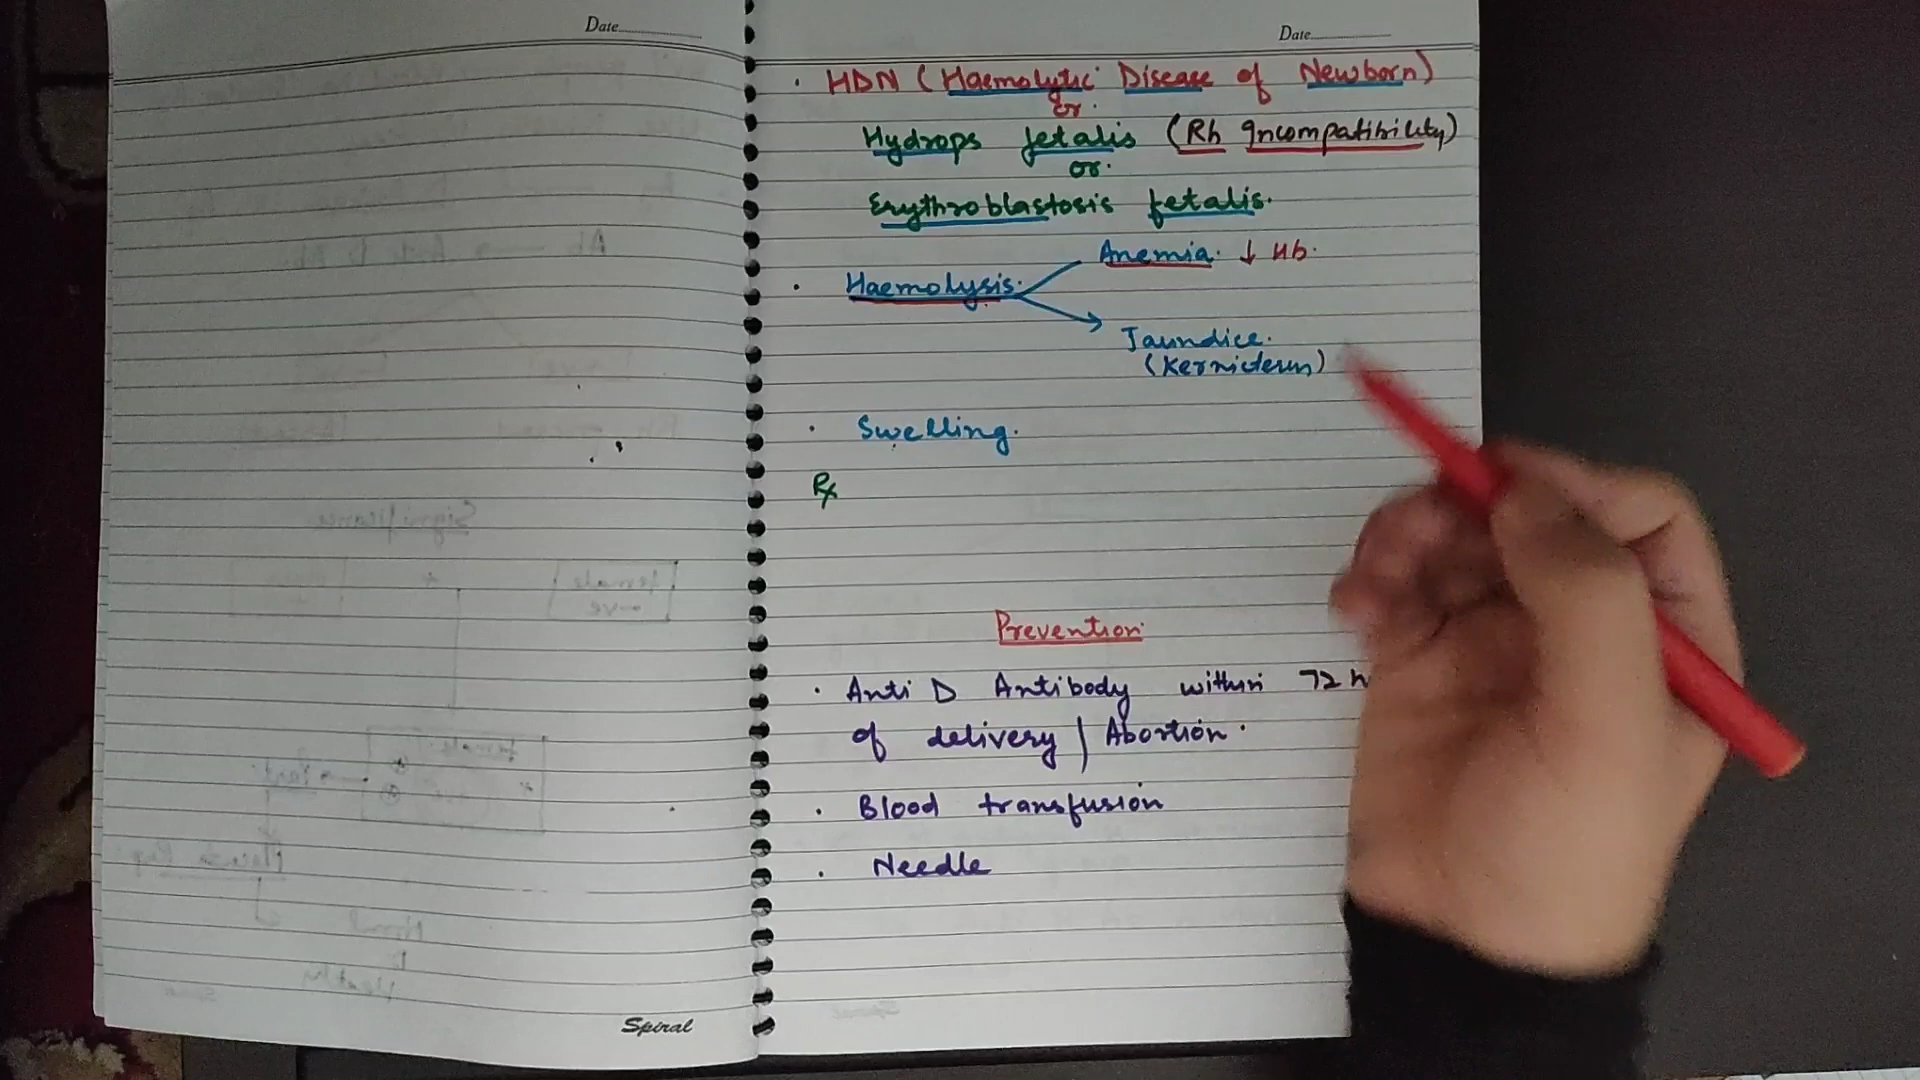 Date
Date
· HDN (Haemolytic Disease of Newborn)
or
Hydrops fetalis (Rh Incompatibility)
or
Erythroblastosis fetalis.
Anemia. ↓ Hb.
· Haemolysis.
Jaundice.
(Kernicterus)
· Swelling.
Rx
Prevention
· Anti D Antibody within 72 h
of delivery / Abortion.
· Blood transfusion
· Needle
Spiral